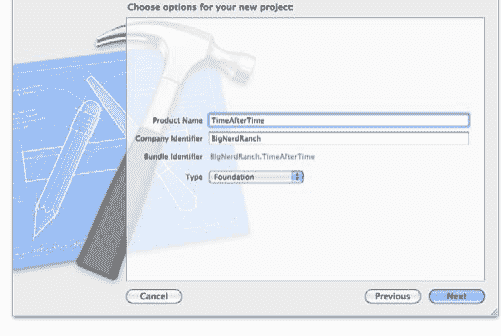 Choose options for your new project:
Product Name TimeAfterTime
Company Identifier BigNerdRanch
Bundle Identifier BigNerdRanch.TimeAfterTime
Type Foundation
Cancel Previous Next